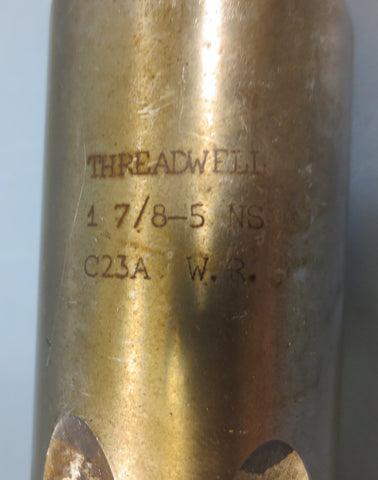 THREADWELL
1 7/8-5 NS
C23A W.R.